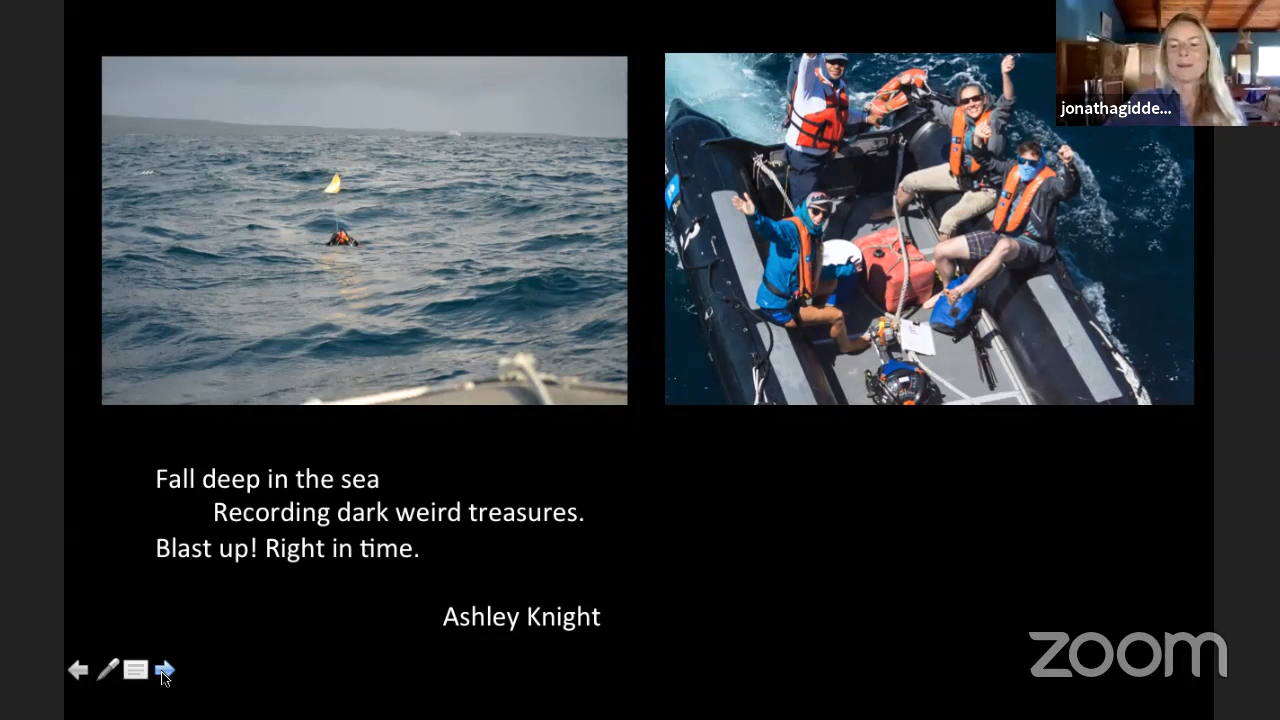 jonathagidde...
Fall deep in the sea
Recording dark weird treasures.
Blast up! Right in time.
Ashley Knight
zoom